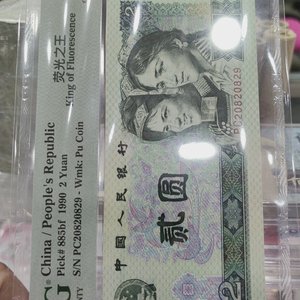 China / People's Republic
Pick# 885bf 1990 2 Yuan
S/N PC20820829 - Wmk: Pu Coin
荧光之王
King of Fluorescence
PC20820829
中国人民银行
贰圆
2